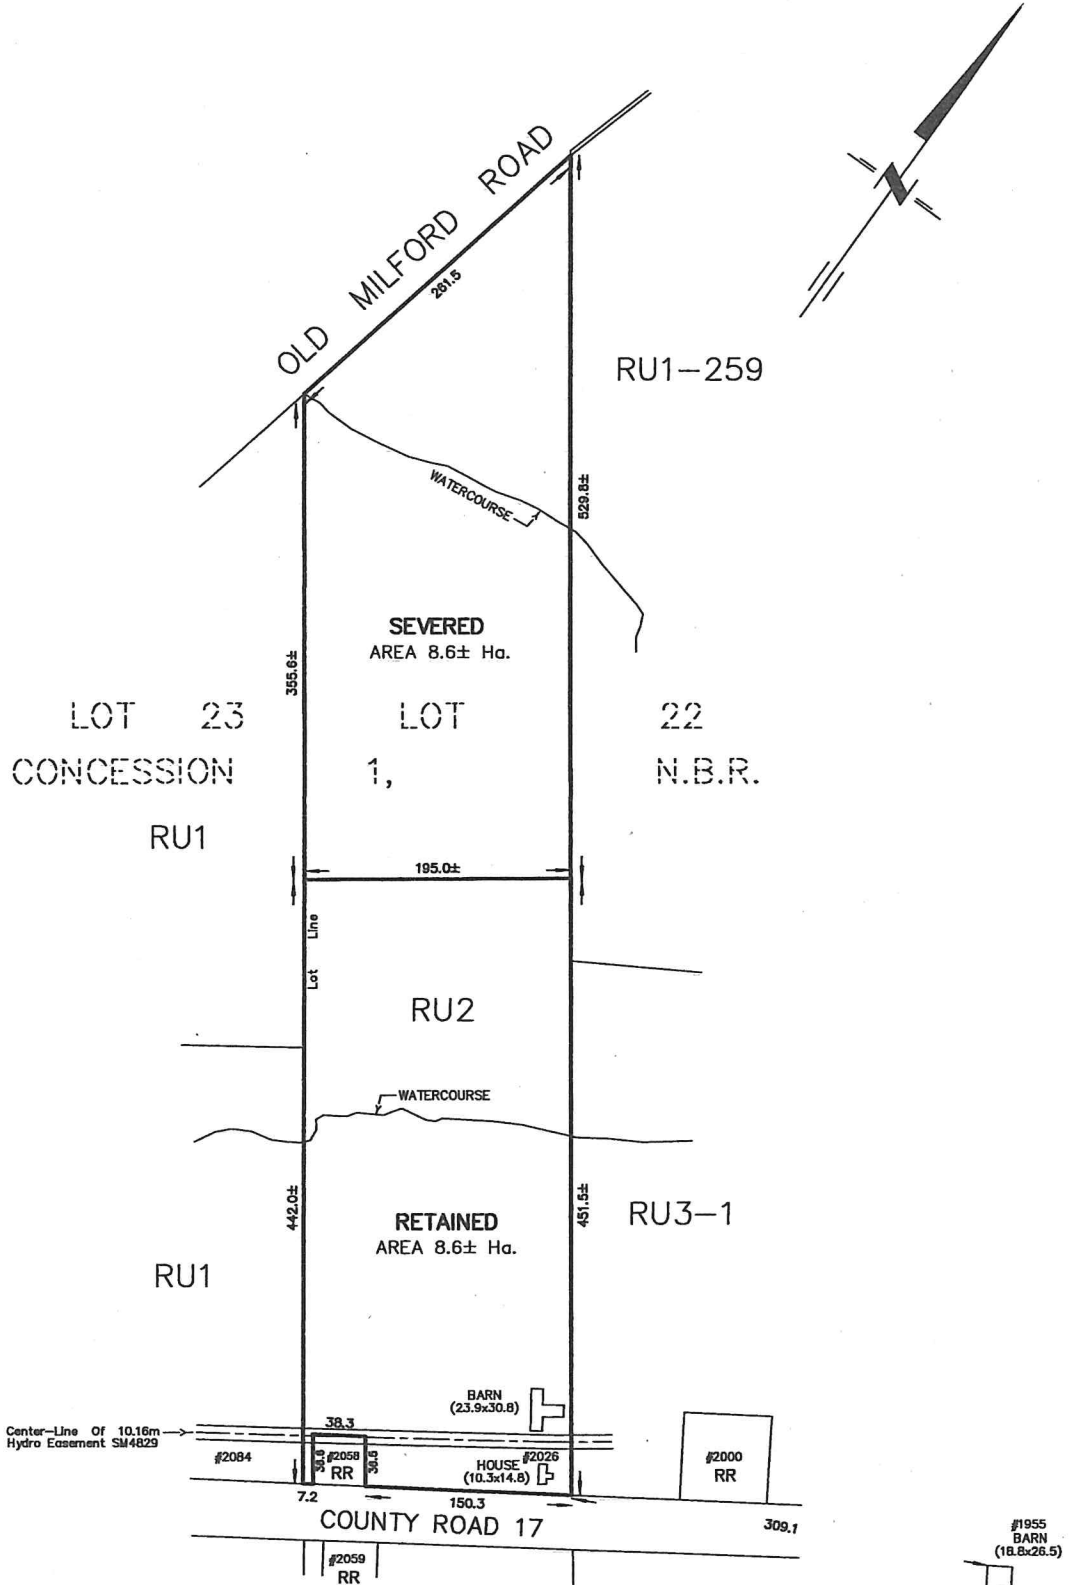 OLD MILFORD ROAD
261.5
RU1-259
WATERCOURSE
529.8±
SEVERED
AREA 8.6± Ha.
355.6±
LOT 23 LOT 22
CONCESSION 1, N.B.R.
RU1
195.0±
Lot Line
RU2
WATERCOURSE
442.0±
451.5±
RU3-1
RETAINED
AREA 8.6± Ha.
RU1
BARN
(23.9x30.8)
Center-Line Of 10.16m
Hydro Easement SM4829
38.3
#2084
#2058
RR
36.5
HOUSE
(10.3x14.8)
#2026
#2000
RR
7.2
150.3
COUNTY ROAD 17
309.1
#2059
RR
#1955
BARN
(18.8x26.5)